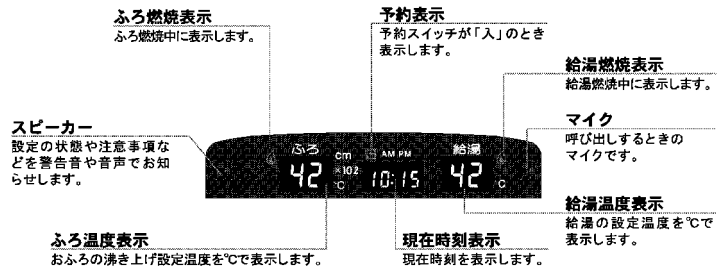 ふろ燃焼表示
ふろ燃焼中に表示します。
予約表示
予約スイッチが「入」のとき
表示します。
給湯燃焼表示
給湯燃焼中に表示します。
スピーカー
設定の状態や注意事項な
どを警告音や音声でお知
らせします。
マイク
呼び出しするときの
マイクです。
ふろ 42 cm ×102 ℃ AM PM 10:15 給湯 42 ℃
ふろ温度表示
おふろの沸き上げ設定温度を℃で表示します。
現在時刻表示
現在時刻を表示します。
給湯温度表示
給湯の設定温度を℃で
表示します。